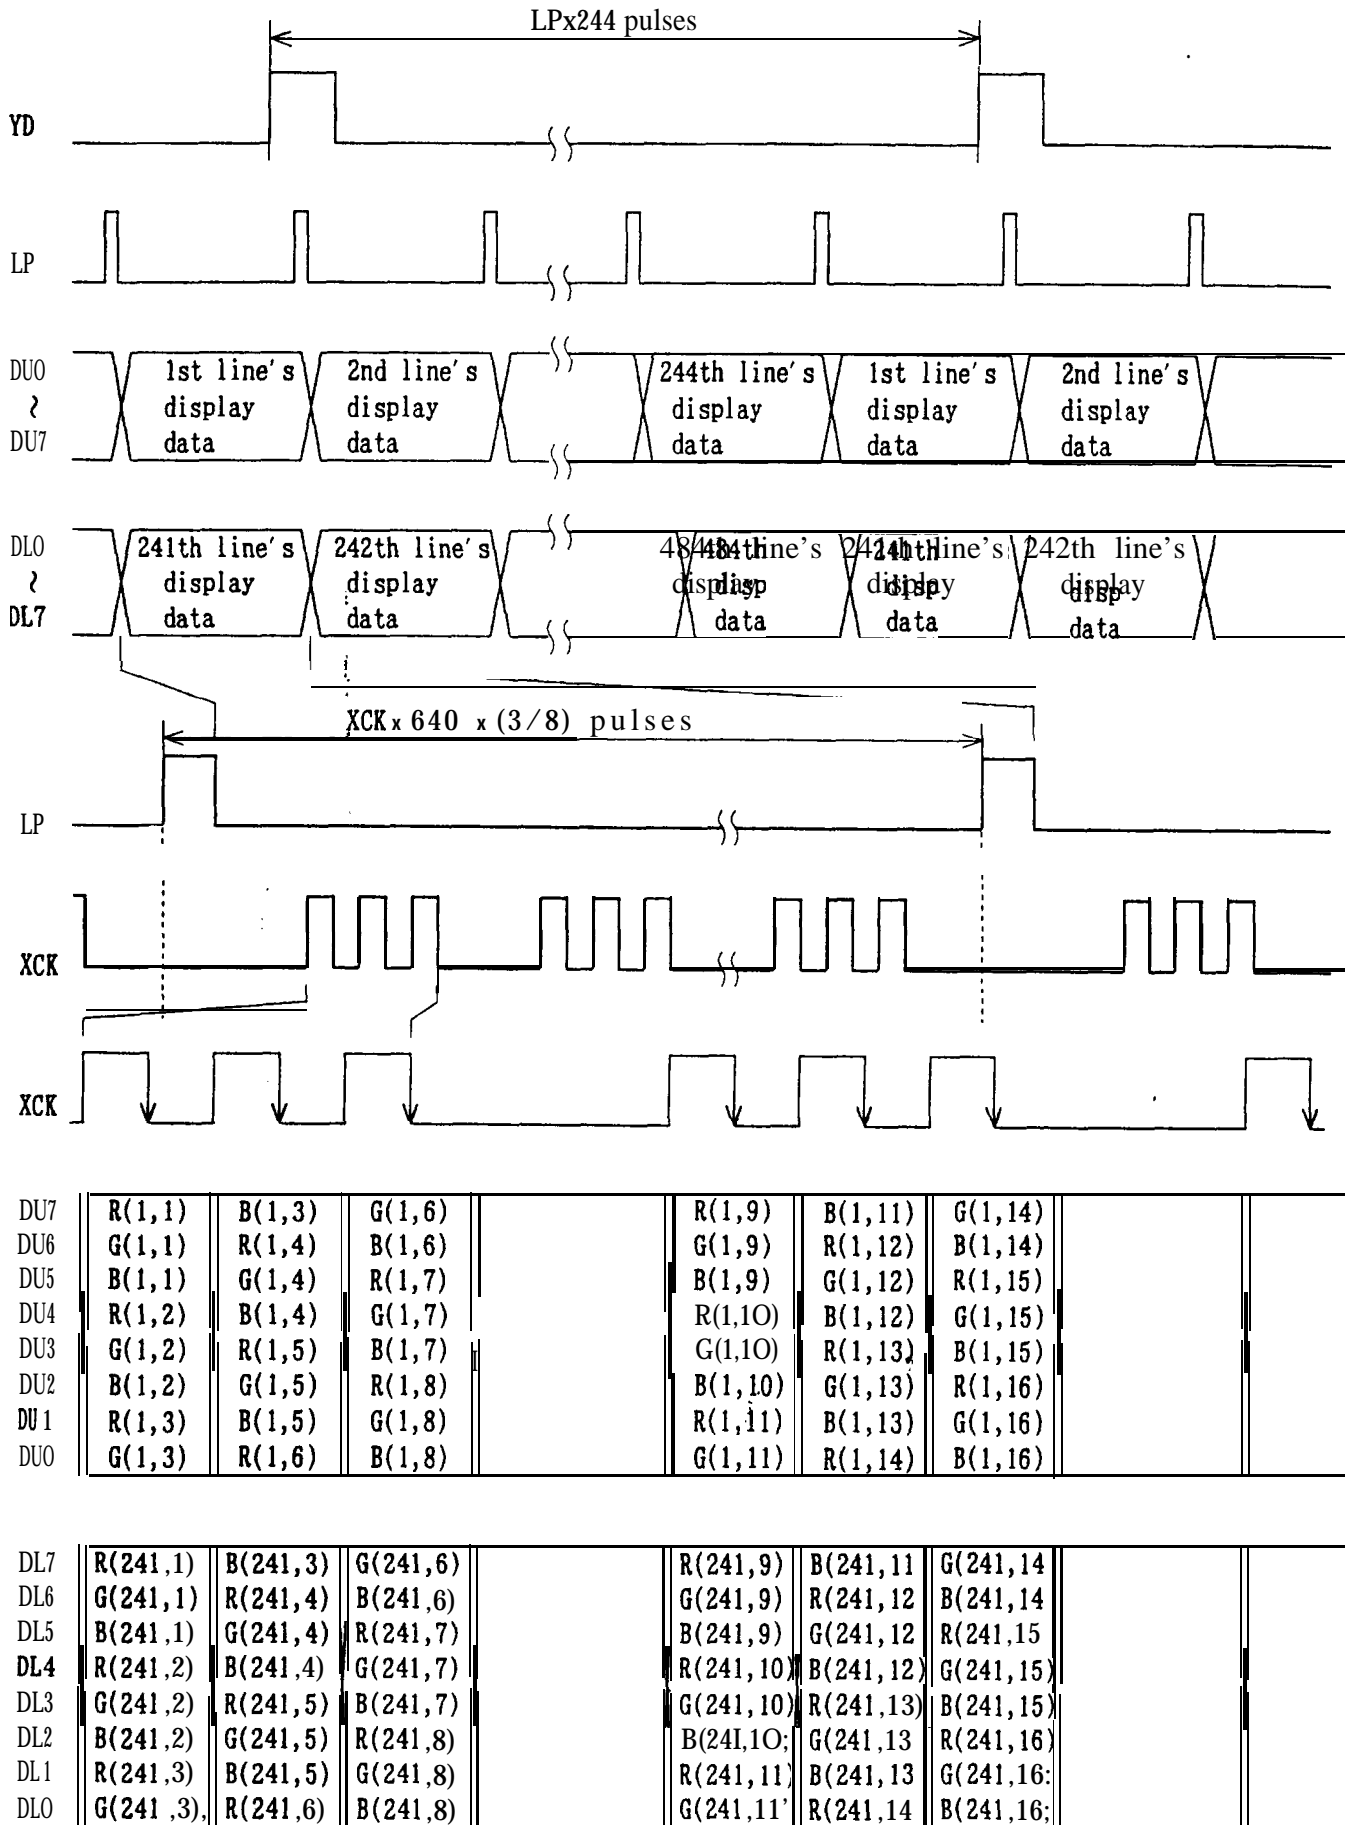 LPx244 pulses
YD
LP
DU0 1st line's 2nd line's 244th line's 1st line's 2nd line's
~ display display display display display
DU7 data data data data data
DL0 241th line's 242th line's 484th line's 241th line's 242th line's
~ display display display display display
DL7 data data data data data
XCK x 640 x (3/8) pulses
LP
XCK
XCK
DU7 R(1,1) B(1,3) G(1,6) R(1,9) B(1,11) G(1,14)
DU6 G(1,1) R(1,4) B(1,6) G(1,9) R(1,12) B(1,14)
DU5 B(1,1) G(1,4) R(1,7) B(1,9) G(1,12) R(1,15)
DU4 R(1,2) B(1,4) G(1,7) R(1,1O) B(1,12) G(1,15)
DU3 G(1,2) R(1,5) B(1,7) G(1,1O) R(1,13) B(1,15)
DU2 B(1,2) G(1,5) R(1,8) B(1,10) G(1,13) R(1,16)
DU1 R(1,3) B(1,5) G(1,8) R(1,11) B(1,13) G(1,16)
DU0 G(1,3) R(1,6) B(1,8) G(1,11) R(1,14) B(1,16)
DL7 R(241,1) B(241,3) G(241,6) R(241,9) B(241,11 G(241,14
DL6 G(241,1) R(241,4) B(241,6) G(241,9) R(241,12 B(241,14
DL5 B(241,1) G(241,4) R(241,7) B(241,9) G(241,12 R(241,15
DL4 R(241,2) B(241,4) G(241,7) R(241,10) B(241,12) G(241,15)
DL3 G(241,2) R(241,5) B(241,7) G(241,10) R(241,13) B(241,15)
DL2 B(241,2) G(241,5) R(241,8) B(24I,1O; G(241,13 R(241,16)
DL1 R(241,3) B(241,5) G(241,8) R(241,11) B(241,13 G(241,16:
DL0 G(241,3), R(241,6) B(241,8) G(241,11' R(241,14 B(241,16;